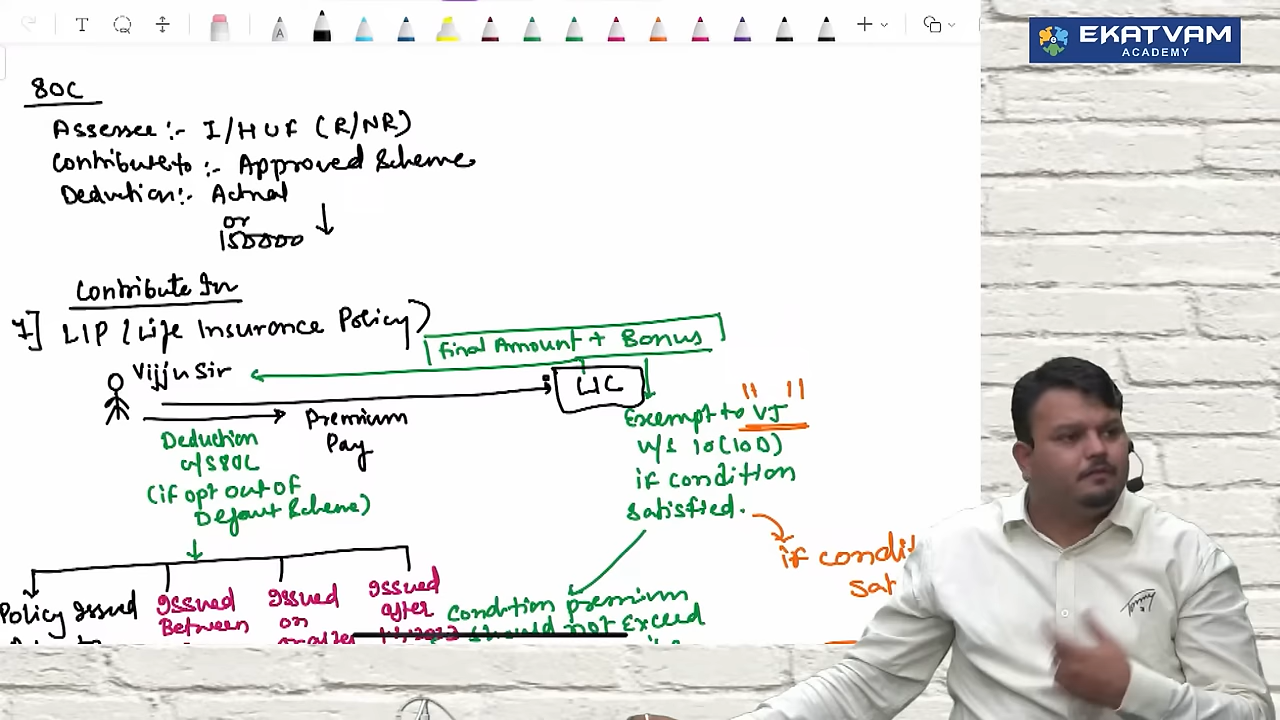 EKATVAM
ACADEMY
80C
Assessee :- I/HUF (R/NR)
Contribute to :- Approved Scheme
Deduction :- Actual
or
150000
Contribute In
1] LIP (Life Insurance Policy)
Final Amount + Bonus
Vijju Sir
LIC
Premium
Pay
Deduction
u/s 80C
(if opt out of
Default Scheme)
Exempt to "VJ"
u/s 10(10D)
if condition
satisfied.
if condit
sat
Policy Issued
Issued
Between
Issued
on
Issued
after
Condition premium
should not exceed